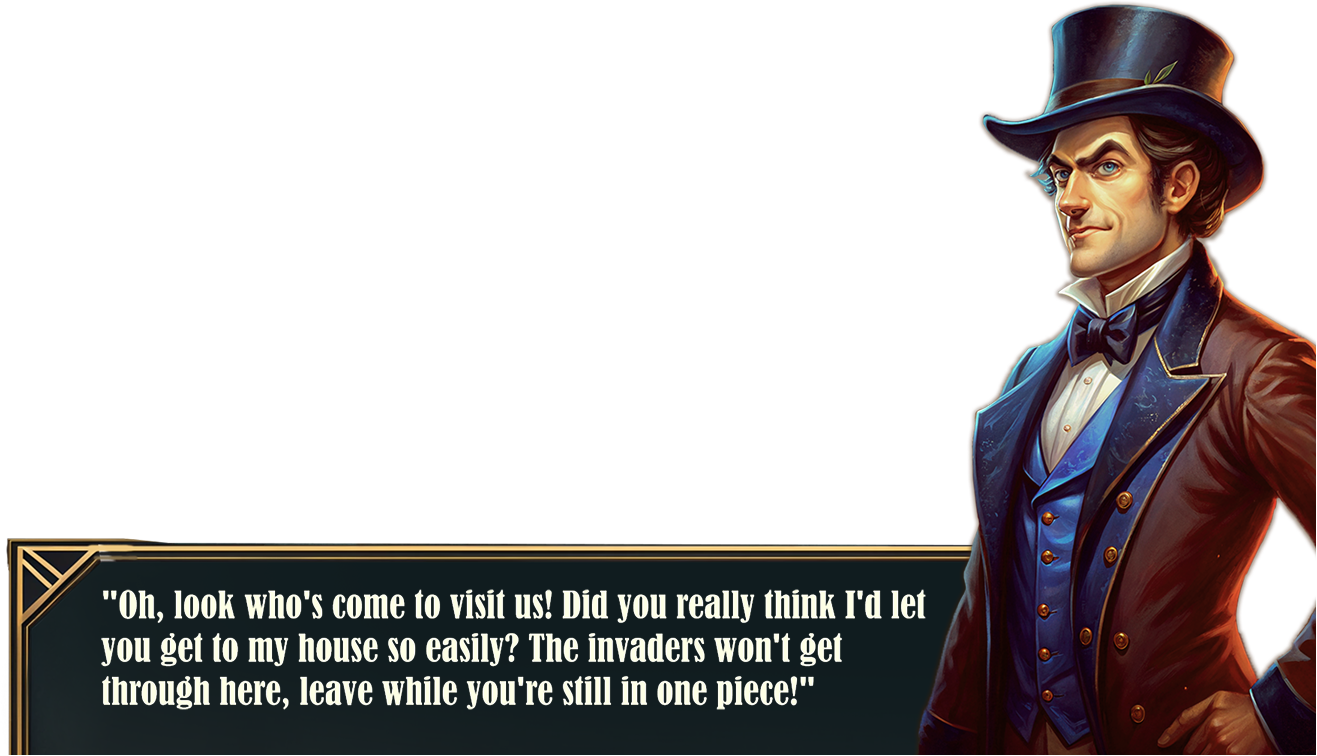 "Oh, look who's come to visit us! Did you really think I'd let
you get to my house so easily? The invaders won't get
through here, leave while you're still in one piece!"